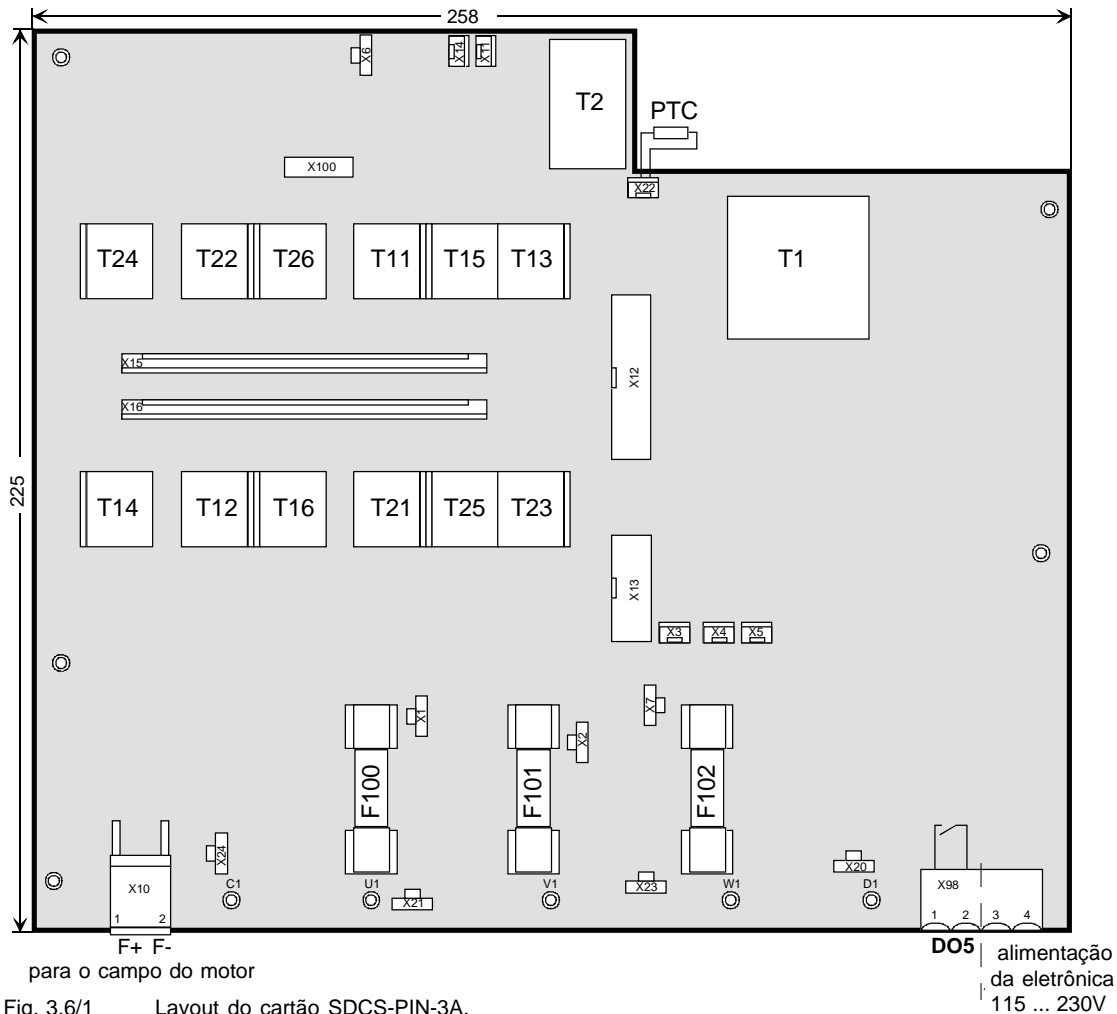 258
X6
X14
X11
T2
PTC
X100
X22
T24
T22
T26
T11
T15
T13
T1
X15
X12
X16
225
T14
T12
T16
T21
T25
T23
X13
X3
X4
X5
X1
X7
X2
F100
F101
F102
X24
X20
X10
C1
U1
V1
X23
W1
D1
X98
X21
1 2
1 2 3 4
F+ F-
DO5
para o campo do motor
alimentação
da eletrônica
115 ... 230V
Fig. 3.6/1 Layout do cartão SDCS-PIN-3A.